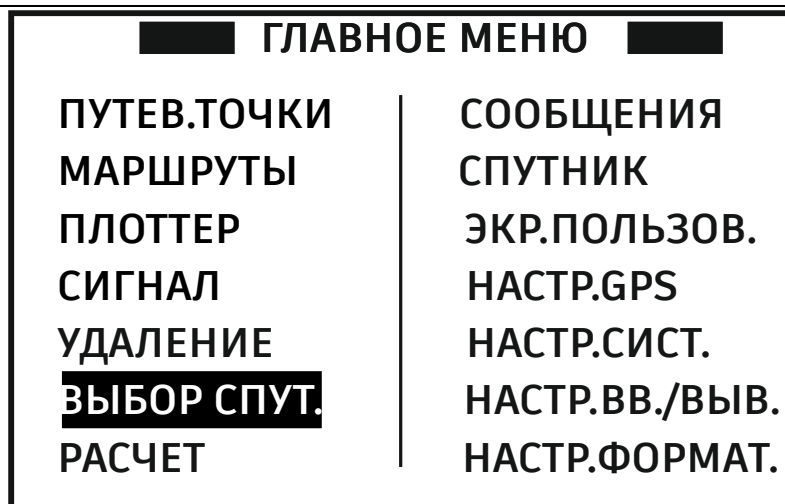 ГЛАВНОЕ МЕНЮ
ПУТЕВ.ТОЧКИ
МАРШРУТЫ
ПЛОТТЕР
СИГНАЛ
УДАЛЕНИЕ
ВЫБОР СПУТ.
РАСЧЕТ
СООБЩЕНИЯ
СПУТНИК
ЭКР.ПОЛЬЗОВ.
НАСТР.GPS
НАСТР.СИСТ.
НАСТР.ВВ./ВЫВ.
НАСТР.ФОРМАТ.